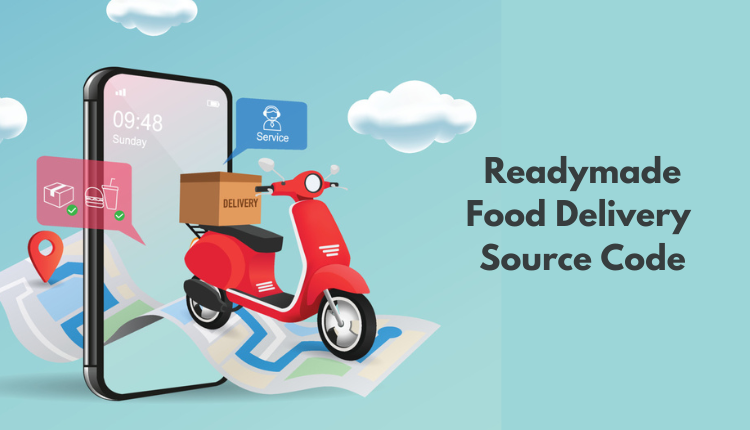 09:48
Sunday
Service
DELIVERY
Readymade
Food Delivery
Source Code